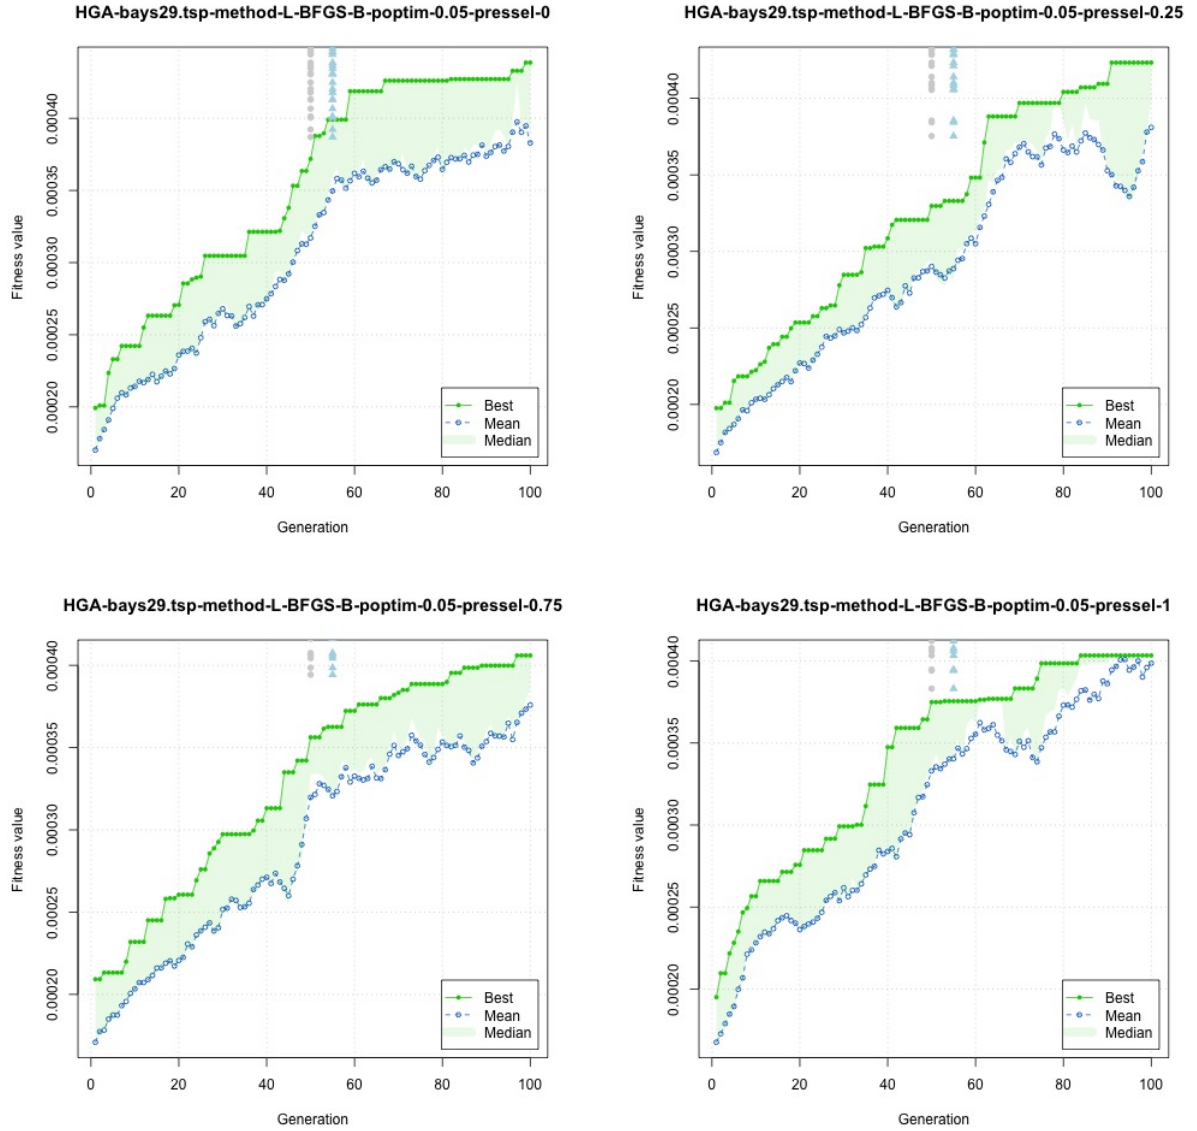 HGA-bays29.tsp-method-L-BFGS-B-poptim-0.05-pressel-0
Fitness value
0.00040
0.00035
0.00030
0.00025
0.00020
Best
Mean
Median
0 20 40 60 80 100
Generation
HGA-bays29.tsp-method-L-BFGS-B-poptim-0.05-pressel-0.25
Fitness value
0.00040
0.00035
0.00030
0.00025
0.00020
Best
Mean
Median
0 20 40 60 80 100
Generation
HGA-bays29.tsp-method-L-BFGS-B-poptim-0.05-pressel-0.75
Fitness value
0.00040
0.00035
0.00030
0.00025
0.00020
Best
Mean
Median
0 20 40 60 80 100
Generation
HGA-bays29.tsp-method-L-BFGS-B-poptim-0.05-pressel-1
Fitness value
0.00040
0.00035
0.00030
0.00025
0.00020
Best
Mean
Median
0 20 40 60 80 100
Generation